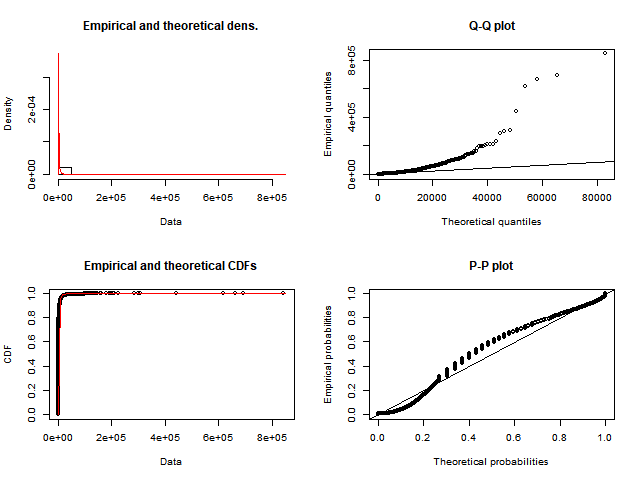 Empirical and theoretical dens.
Density
0e+00
2e-04
0e+00 2e+05 4e+05 6e+05 8e+05
Data
Q-Q plot
Empirical quantiles
0e+00
4e+05
8e+05
0 20000 40000 60000 80000
Theoretical quantiles
Empirical and theoretical CDFs
CDF
0.0
0.2
0.4
0.6
0.8
1.0
0e+00 2e+05 4e+05 6e+05 8e+05
Data
P-P plot
Empirical probabilities
0.0
0.2
0.4
0.6
0.8
1.0
0.0 0.2 0.4 0.6 0.8 1.0
Theoretical probabilities